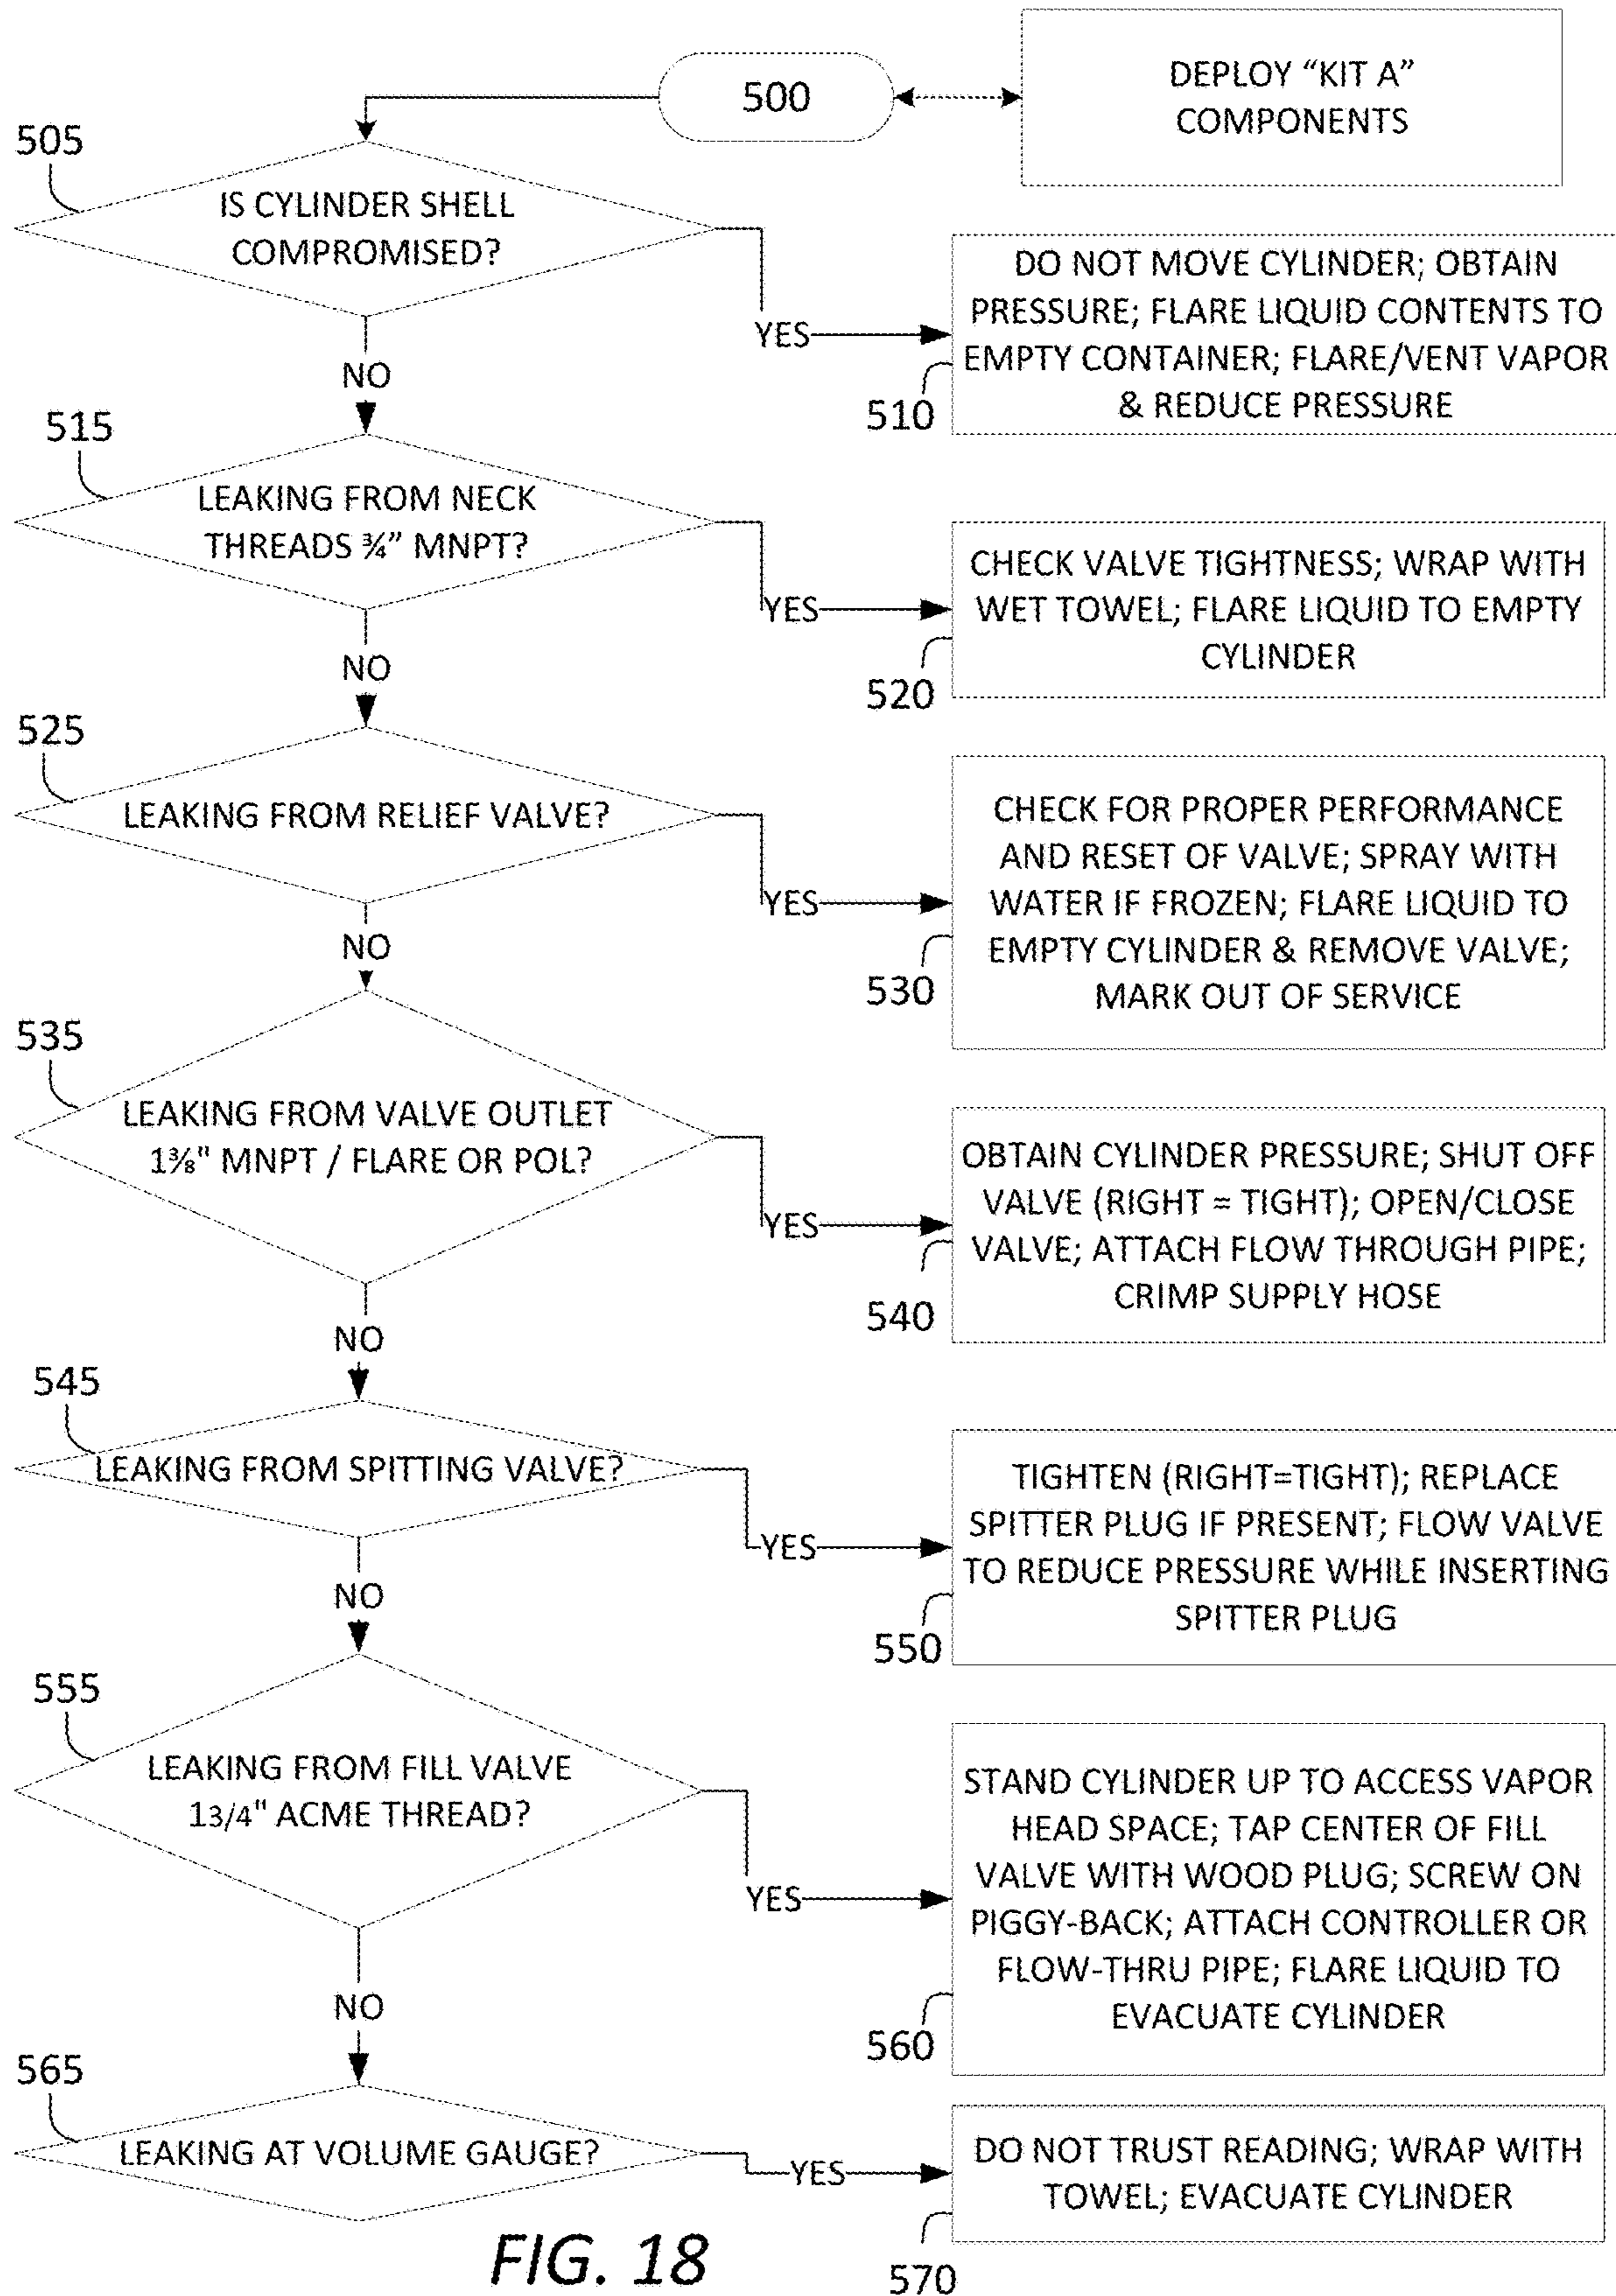 500
DEPLOY “KIT A”
COMPONENTS
505
IS CYLINDER SHELL
COMPROMISED?
YES
DO NOT MOVE CYLINDER; OBTAIN
PRESSURE; FLARE LIQUID CONTENTS TO
EMPTY CONTAINER; FLARE/VENT VAPOR
& REDUCE PRESSURE
510
NO
515
LEAKING FROM NECK
THREADS ¾” MNPT?
YES
CHECK VALVE TIGHTNESS; WRAP WITH
WET TOWEL; FLARE LIQUID TO EMPTY
CYLINDER
520
NO
525
LEAKING FROM RELIEF VALVE?
YES
CHECK FOR PROPER PERFORMANCE
AND RESET OF VALVE; SPRAY WITH
WATER IF FROZEN; FLARE LIQUID TO
EMPTY CYLINDER & REMOVE VALVE;
MARK OUT OF SERVICE
530
NO
535
LEAKING FROM VALVE OUTLET
1⅜" MNPT / FLARE OR POL?
YES
OBTAIN CYLINDER PRESSURE; SHUT OFF
VALVE (RIGHT = TIGHT); OPEN/CLOSE
VALVE; ATTACH FLOW THROUGH PIPE;
CRIMP SUPPLY HOSE
540
NO
545
LEAKING FROM SPITTING VALVE?
YES
TIGHTEN (RIGHT=TIGHT); REPLACE
SPITTER PLUG IF PRESENT; FLOW VALVE
TO REDUCE PRESSURE WHILE INSERTING
SPITTER PLUG
550
NO
555
LEAKING FROM FILL VALVE
13/4" ACME THREAD?
YES
STAND CYLINDER UP TO ACCESS VAPOR
HEAD SPACE; TAP CENTER OF FILL
VALVE WITH WOOD PLUG; SCREW ON
PIGGY-BACK; ATTACH CONTROLLER OR
FLOW-THRU PIPE; FLARE LIQUID TO
EVACUATE CYLINDER
560
NO
565
LEAKING AT VOLUME GAUGE?
YES
DO NOT TRUST READING; WRAP WITH
TOWEL; EVACUATE CYLINDER
570
FIG. 18